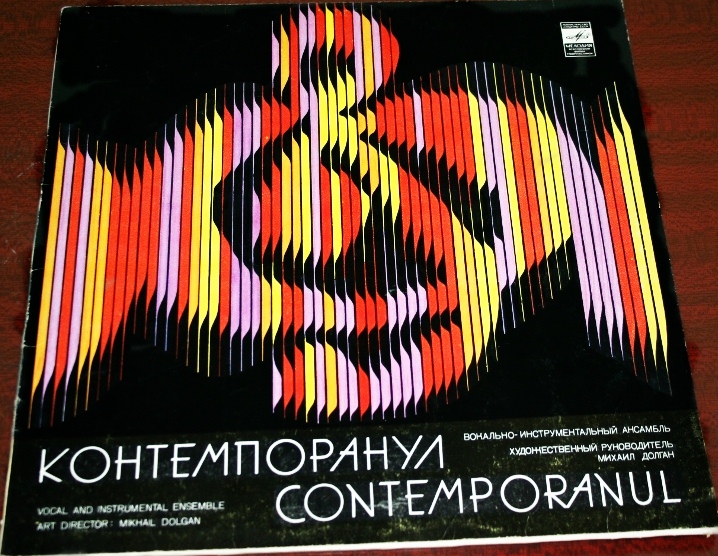 МЕЛОДИЯ
КОНТЕМПОРАНУЛ
ВОКАЛЬНО-ИНСТРУМЕНТАЛЬНЫЙ АНСАМБЛЬ
ХУДОЖЕСТВЕННЫЙ РУКОВОДИТЕЛЬ
МИХАИЛ ДОЛГАН
CONTEMPORANUL
VOCAL AND INSTRUMENTAL ENSEMBLE
ART DIRECTOR: MIKHAIL DOLGAN